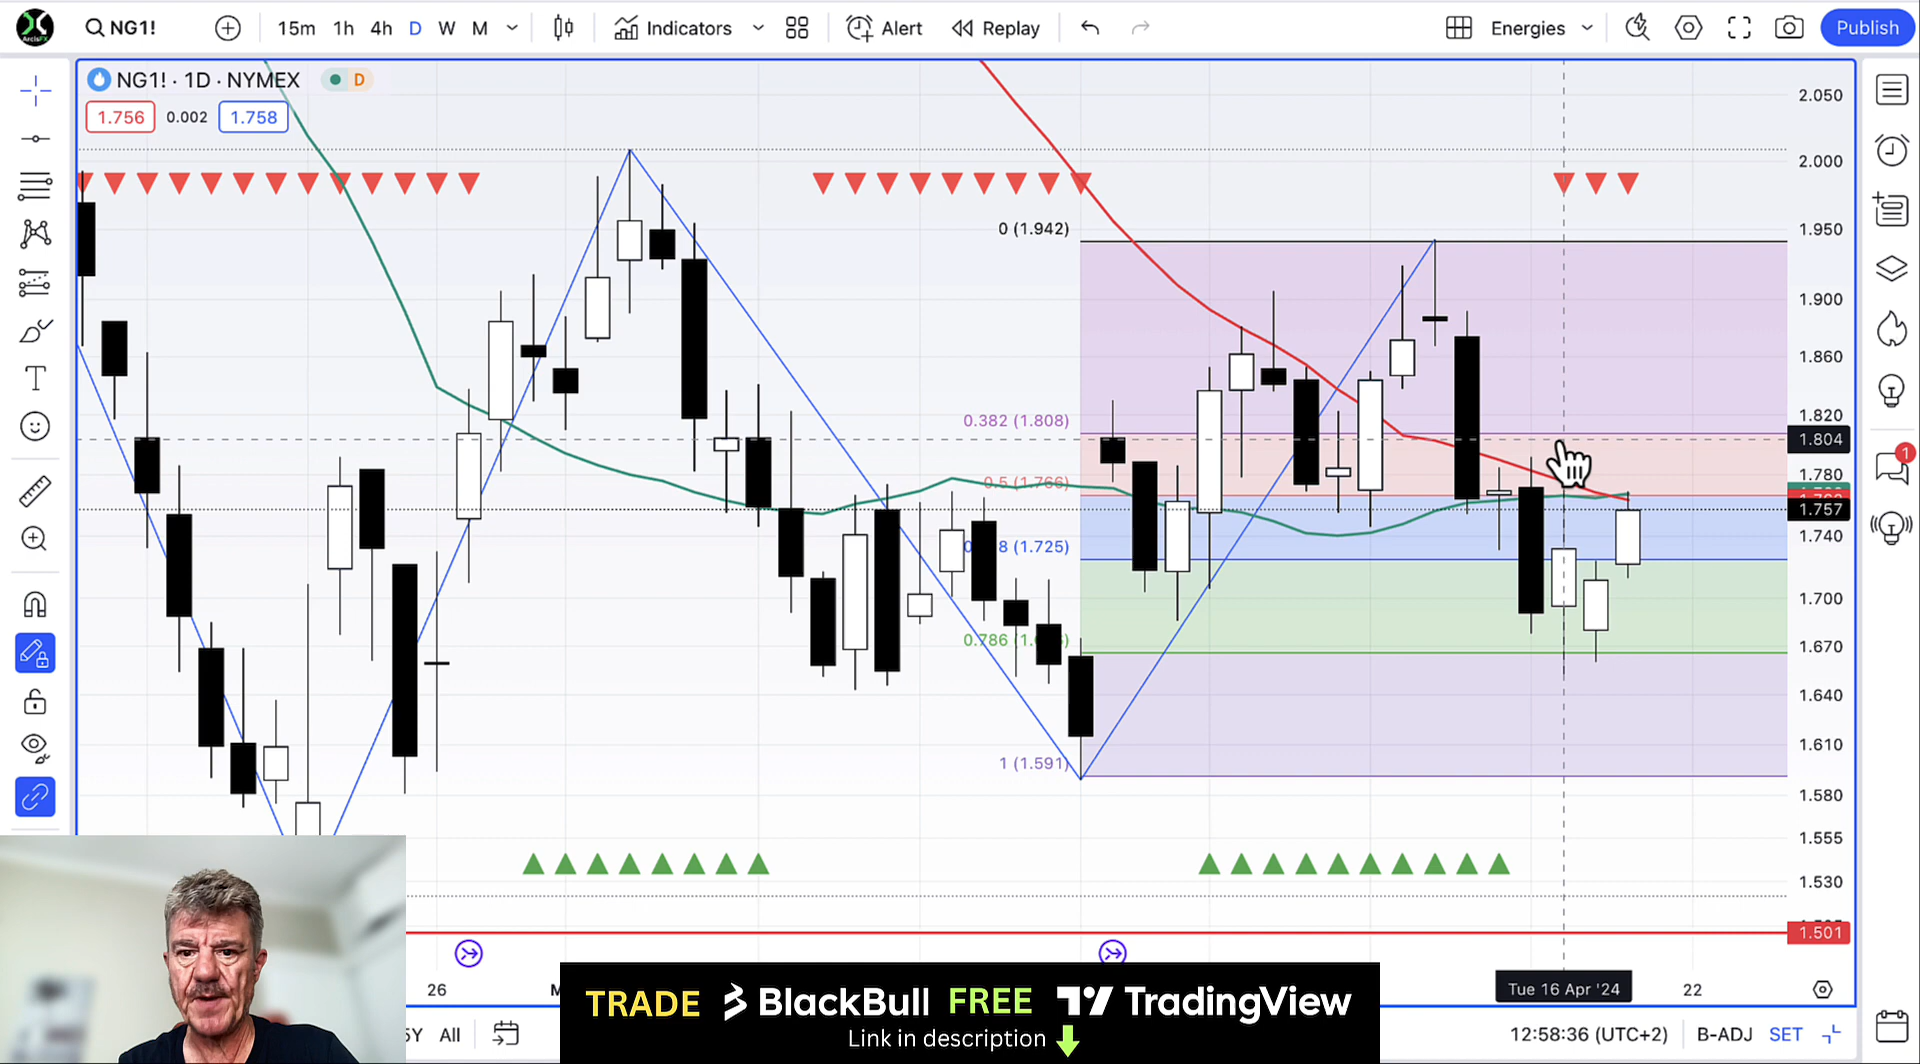 ArcisFX
NG1!
15m 1h 4h D W M
Indicators
Alert
Replay
Energies
Publish
NG1! · 1D · NYMEX D
1.756 0.002 1.758
2.050
2.000
1.950
1.900
1.860
1.820
1.804
1.780
1.757
1.740
1.700
1.670
1.640
1.610
1.580
1.555
1.530
1.501
0 (1.942)
0.382 (1.808)
0.5 (1.766)
8 (1.725)
0.786 (1.
1 (1.591)
1
26
Tue 16 Apr '24
22
5Y All
12:58:36 (UTC+2) B-ADJ SET
TRADE BlackBull FREE TradingView
Link in description